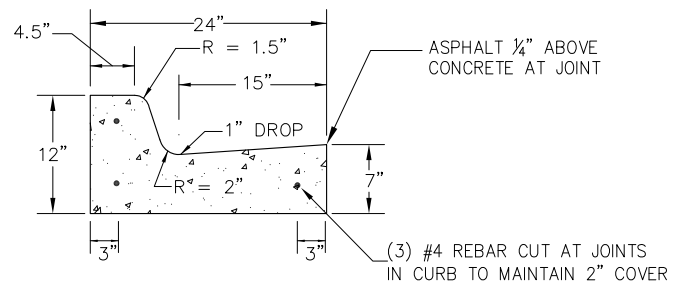 24”
4.5”
R = 1.5”
ASPHALT ¼” ABOVE
CONCRETE AT JOINT
15”
1” DROP
12”
R = 2”
7”
3”
3”
(3) #4 REBAR CUT AT JOINTS
IN CURB TO MAINTAIN 2” COVER